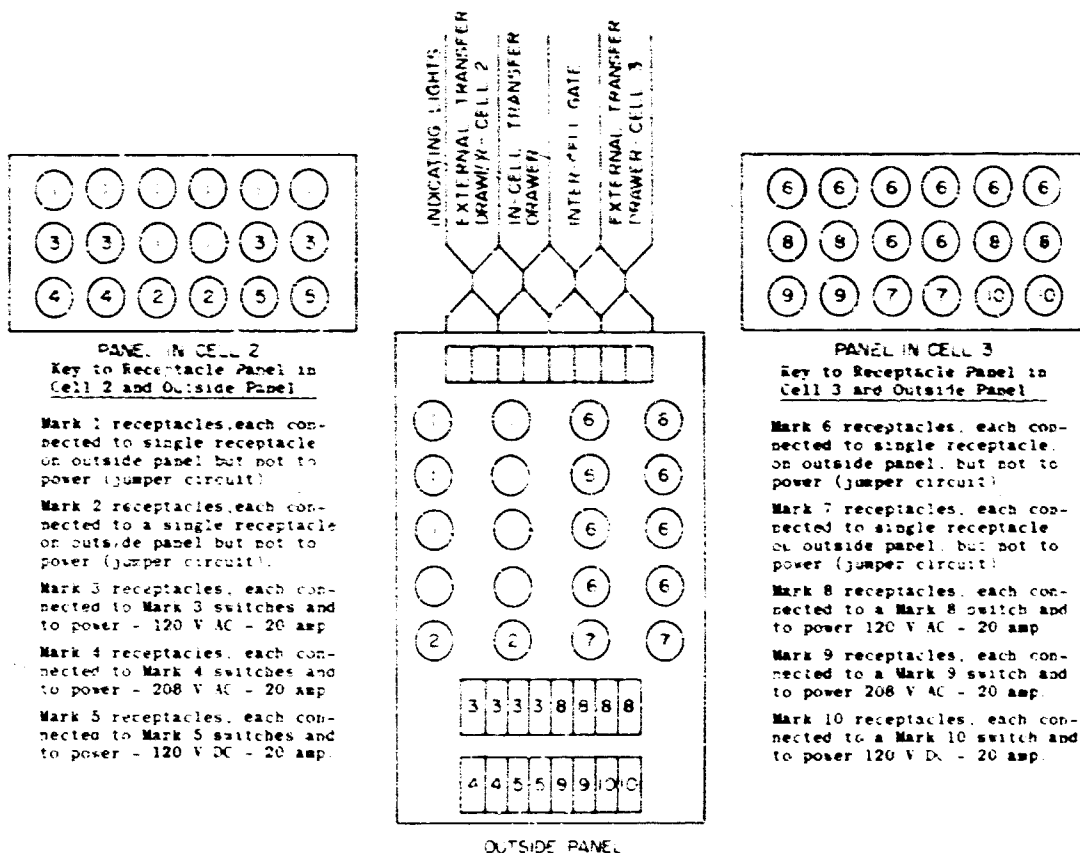 INDICATING LIGHTS
EXTERNAL TRANSFER
DRAWER-CELL 2
IN-CELL TRANSFER
DRAWER
INTER-CELL GATE
EXTERNAL TRANSFER
DRAWER-CELL 3
3 3 3 3
4 4 2 2 5 5
PANEL IN CELL 2
Key to Receptacle Panel in
Cell 2 and Outside Panel
Mark 1 receptacles, each con-
nected to single receptacle
on outside panel but not to
power (jumper circuit)
Mark 2 receptacles, each con-
nected to a single receptacle
on outside panel but not to
power (jumper circuit).
Mark 3 receptacles, each con-
nected to Mark 3 switches and
to power - 120 V AC - 20 amp
Mark 4 receptacles, each con-
nected to Mark 4 switches and
to power - 208 V AC - 20 amp
Mark 5 receptacles, each con-
nected to Mark 5 switches and
to power - 120 V DC - 20 amp.
6 8
6
6 6
6 6
2 2 7 7
3 3 3 3 8 8 8 8
4 4 5 5 9 9 10 10
OUTSIDE PANEL
6 6 6 6 6 6
8 8 6 6 8 8
9 9 7 7 10 10
PANEL IN CELL 3
Key to Receptacle Panel in
Cell 3 and Outside Panel
Mark 6 receptacles, each con-
nected to single receptacle,
on outside panel, but not to
power (jumper circuit)
Mark 7 receptacles, each con-
nected to single receptacle
on outside panel, but not to
power (jumper circuit)
Mark 8 receptacles, each con-
nected to a Mark 8 switch and
to power 120 V AC - 20 amp
Mark 9 receptacles, each con-
nected to a Mark 9 switch and
to power 208 V AC - 20 amp.
Mark 10 receptacles, each con-
nected to a Mark 10 switch and
to power 120 V DC - 20 amp.